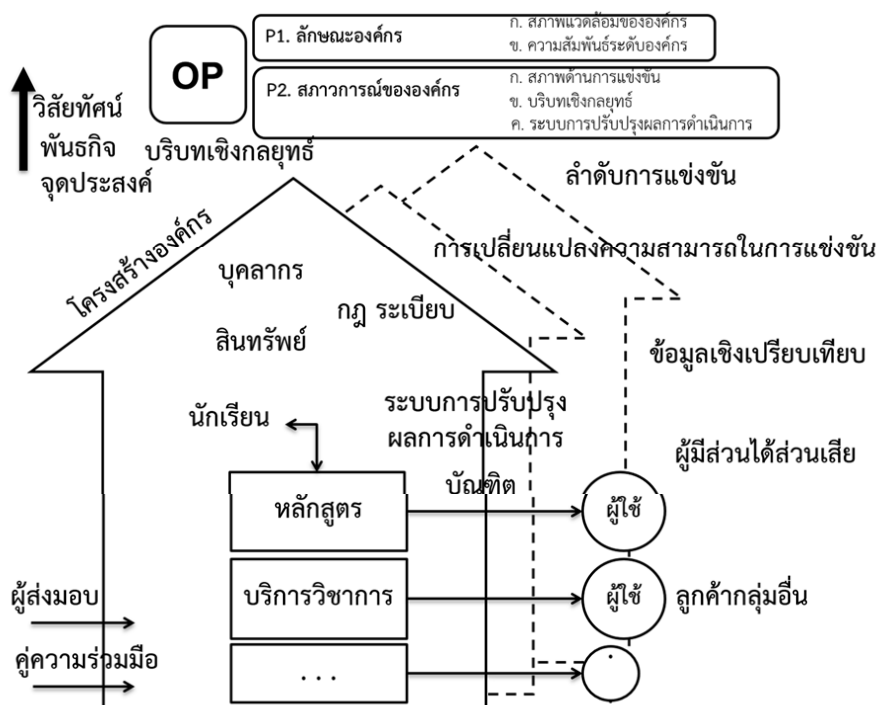 OP
P1. ลักษณะองค์กร
ก. สภาพแวดล้อมขององค์กร
ข. ความสัมพันธ์ระดับองค์กร
P2. สภาวการณ์ขององค์กร
ก. สภาพด้านการแข่งขัน
ข. บริบทเชิงกลยุทธ์
ค. ระบบการปรับปรุงผลการดำเนินการ
วิสัยทัศน์
พันธกิจ
จุดประสงค์
บริบทเชิงกลยุทธ์
ลำดับการแข่งขัน
โครงสร้างองค์กร
การเปลี่ยนแปลงความสามารถในการแข่งขัน
บุคลากร
กฎ ระเบียบ
สินทรัพย์
ข้อมูลเชิงเปรียบเทียบ
นักเรียน
ระบบการปรับปรุง
ผลการดำเนินการ
ผู้มีส่วนได้ส่วนเสีย
บัณฑิต
หลักสูตร
ผู้ใช้
ผู้ส่งมอบ
บริการวิชาการ
ผู้ใช้
ลูกค้ากลุ่มอื่น
คู่ความร่วมมือ
. . .
.